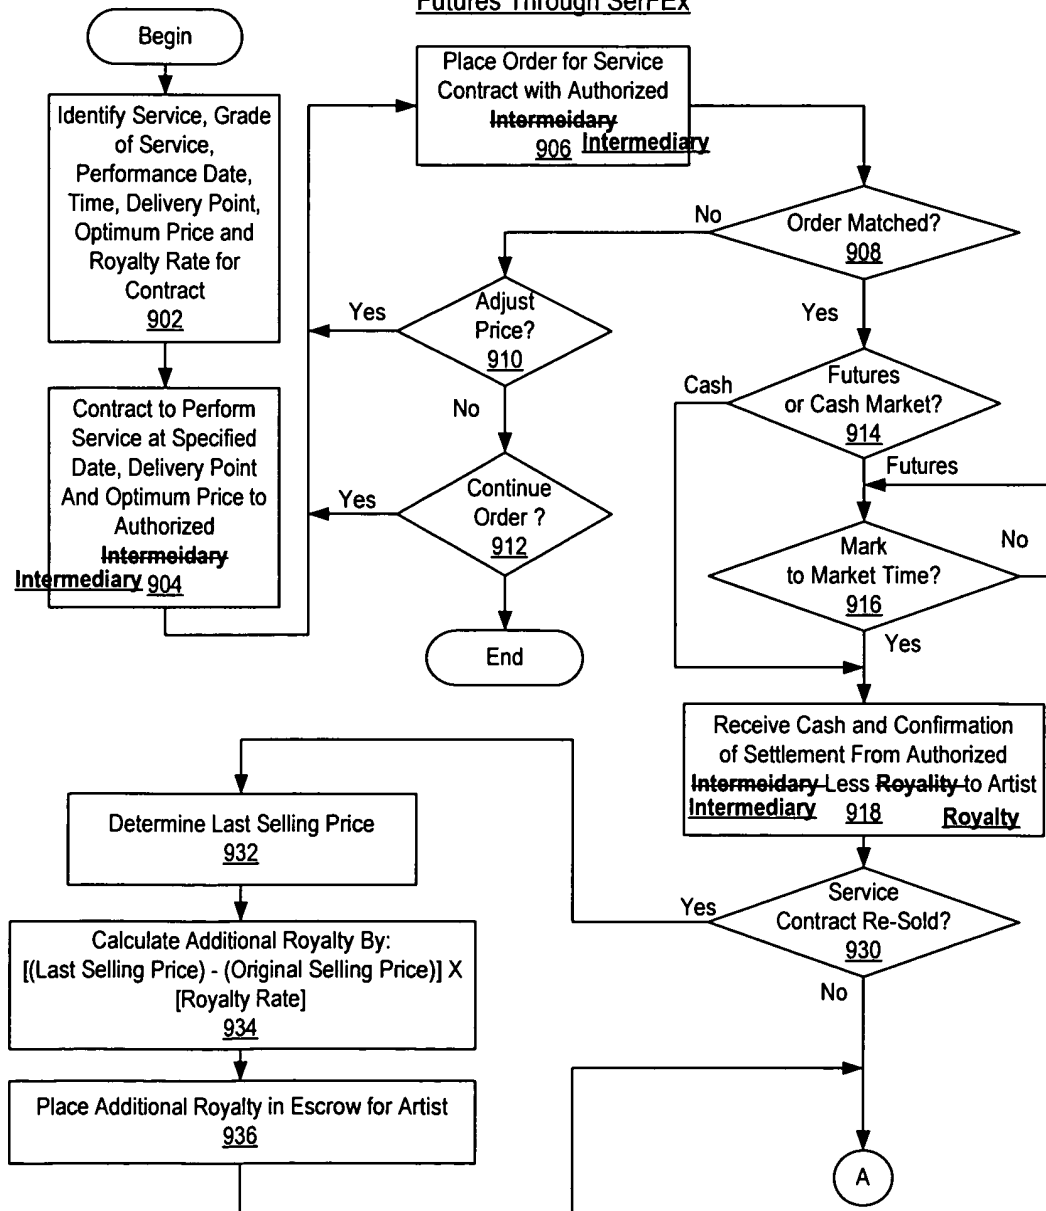 Futures Through SerFEx
Begin
Identify Service, Grade
of Service,
Performance Date,
Time, Delivery Point,
Optimum Price and
Royalty Rate for
Contract
902
Contract to Perform
Service at Specified
Date, Delivery Point
And Optimum Price to
Authorized
Intermeidary
Intermediary 904
Place Order for Service
Contract with Authorized
Intermeidary
906 Intermediary
Order Matched?
908
No
Yes
Adjust
Price?
910
Yes
No
Continue
Order ?
912
Yes
End
Futures
or Cash Market?
914
Cash
Futures
Mark
to Market Time?
916
No
Yes
Receive Cash and Confirmation
of Settlement From Authorized
Intermeidary Less Royality to Artist
Intermediary 918 Royalty
Service
Contract Re-Sold?
930
Yes
No
Determine Last Selling Price
932
Calculate Additional Royalty By:
[(Last Selling Price) - (Original Selling Price)] X
[Royalty Rate]
934
Place Additional Royalty in Escrow for Artist
936
A